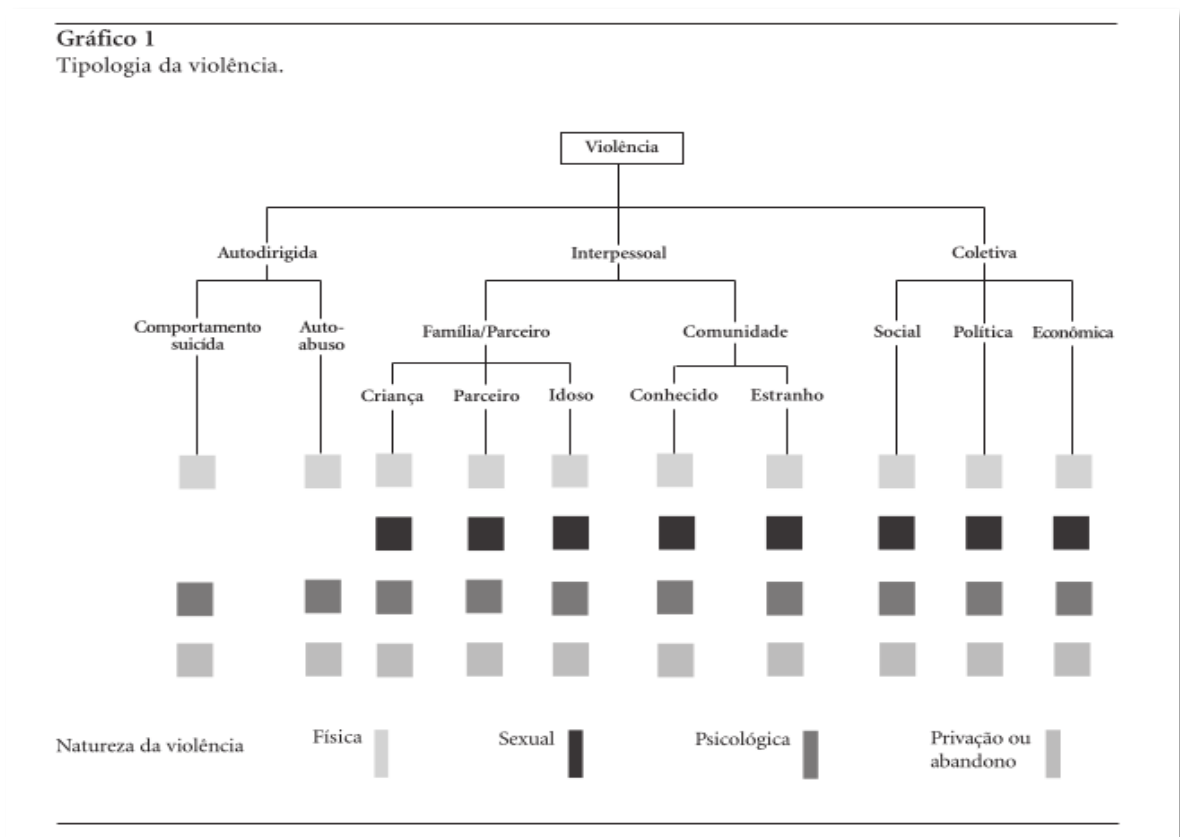 Gráfico 1
Tipologia da violência.
Violência
Autodirigida
Interpessoal
Coletiva
Comportamento
suicída
Auto-
abuso
Família/Parceiro
Comunidade
Social
Política
Econômica
Criança
Parceiro
Idoso
Conhecido
Estranho
Natureza da violência
Física
Sexual
Psicológica
Privação ou
abandono